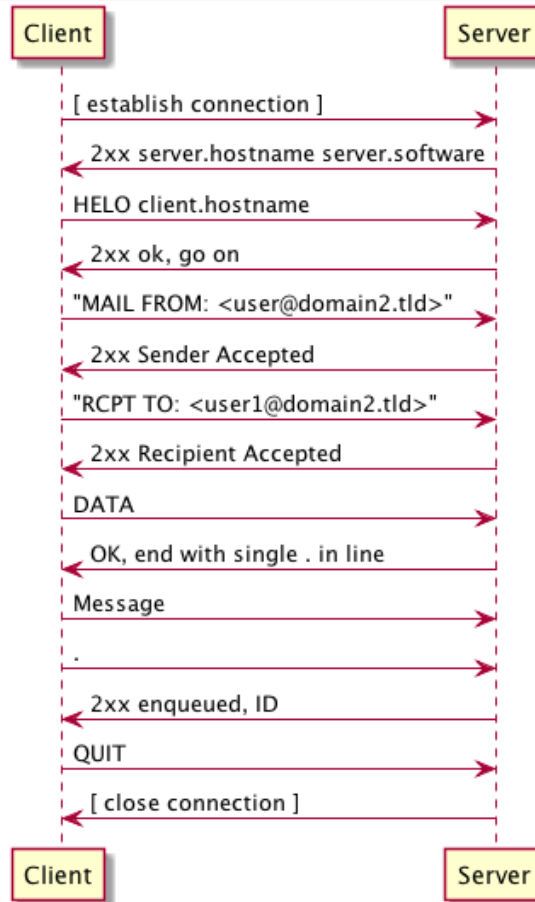 Client Server
[ establish connection ]
2xx server.hostname server.software
HELO client.hostname
2xx ok, go on
"MAIL FROM: <user@domain2.tld>"
2xx Sender Accepted
"RCPT TO: <user1@domain2.tld>"
2xx Recipient Accepted
DATA
OK, end with single . in line
Message
.
2xx enqueued, ID
QUIT
[ close connection ]
Client Server